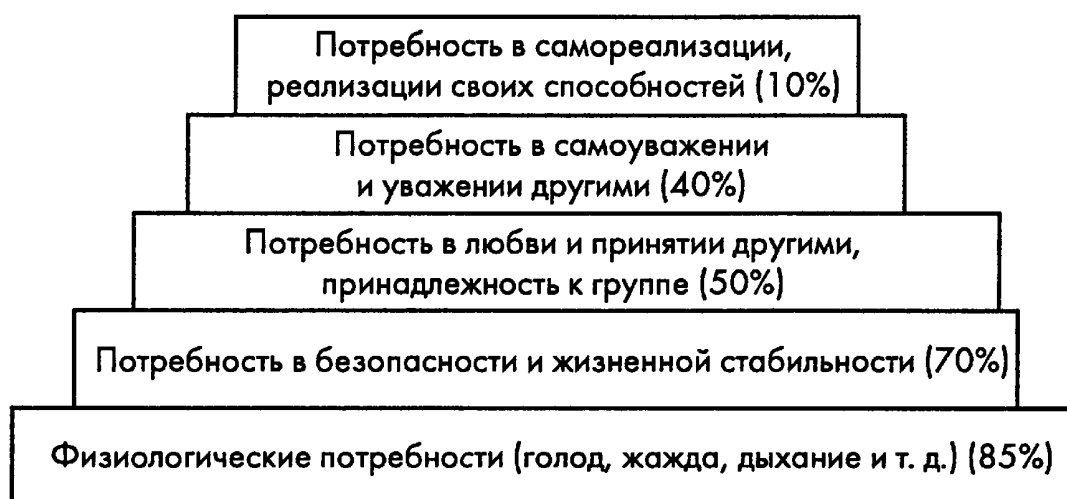 Потребность в самореализации,
реализации своих способностей (10%)
Потребность в самоуважении
и уважении другими (40%)
Потребность в любви и принятии другими,
принадлежность к группе (50%)
Потребность в безопасности и жизненной стабильности (70%)
Физиологические потребности (голод, жажда, дыхание и т. д.) (85%)